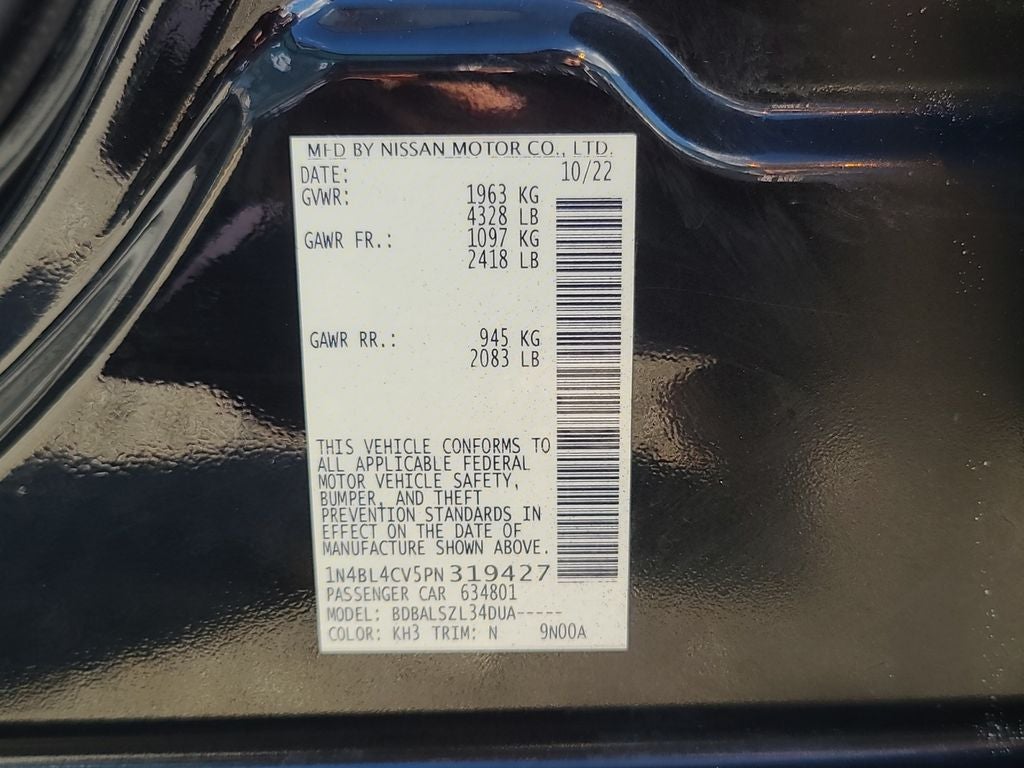 MFD BY NISSAN MOTOR CO., LTD.
DATE: 10/22
GVWR: 1963 KG
4328 LB
GAWR FR.: 1097 KG
2418 LB
GAWR RR.: 945 KG
2083 LB
THIS VEHICLE CONFORMS TO
ALL APPLICABLE FEDERAL
MOTOR VEHICLE SAFETY,
BUMPER, AND THEFT
PREVENTION STANDARDS IN
EFFECT ON THE DATE OF
MANUFACTURE SHOWN ABOVE.
1N4BL4CV5PN319427
PASSENGER CAR 634801
MODEL: BDBALSZL34DUA-----
COLOR: KH3 TRIM: N 9N00A